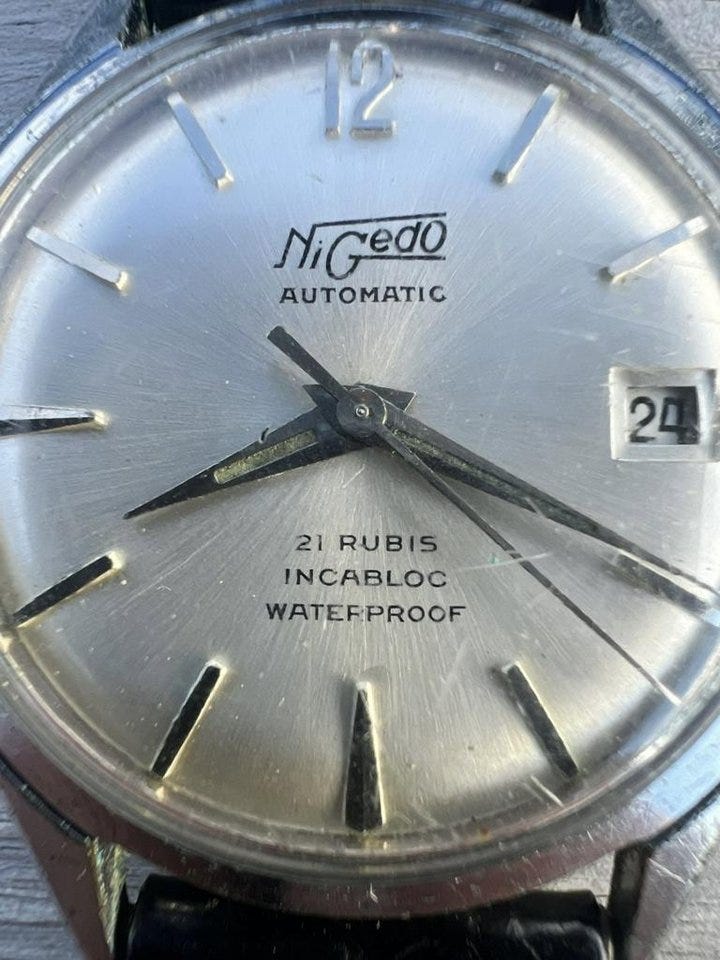 12
NiGedO
AUTOMATIC
24
21 RUBIS
INCABLOC
WATERPROOF